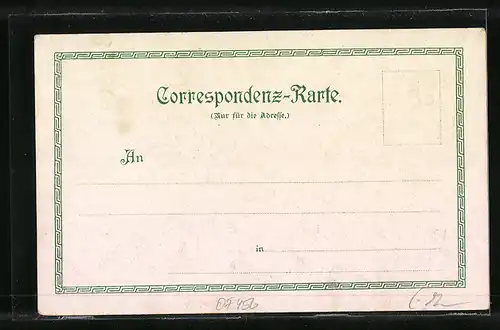 Correspondenz-Karte.
(Nur für die Adresse.)
An
in